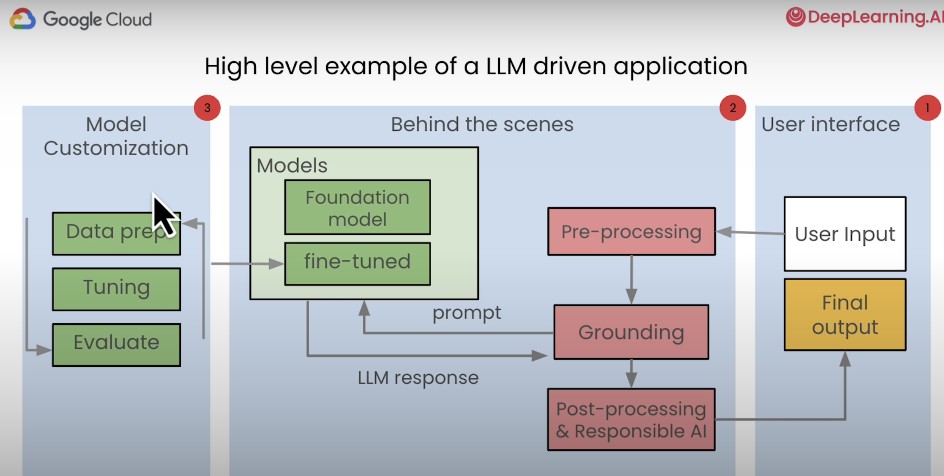 Google Cloud
DeepLearning.AI
High level example of a LLM driven application
3
Model
Customization
Data prep
Tuning
Evaluate
2
Behind the scenes
Models
Foundation
model
fine-tuned
prompt
LLM response
Pre-processing
Grounding
Post-processing
& Responsible AI
1
User interface
User Input
Final
output